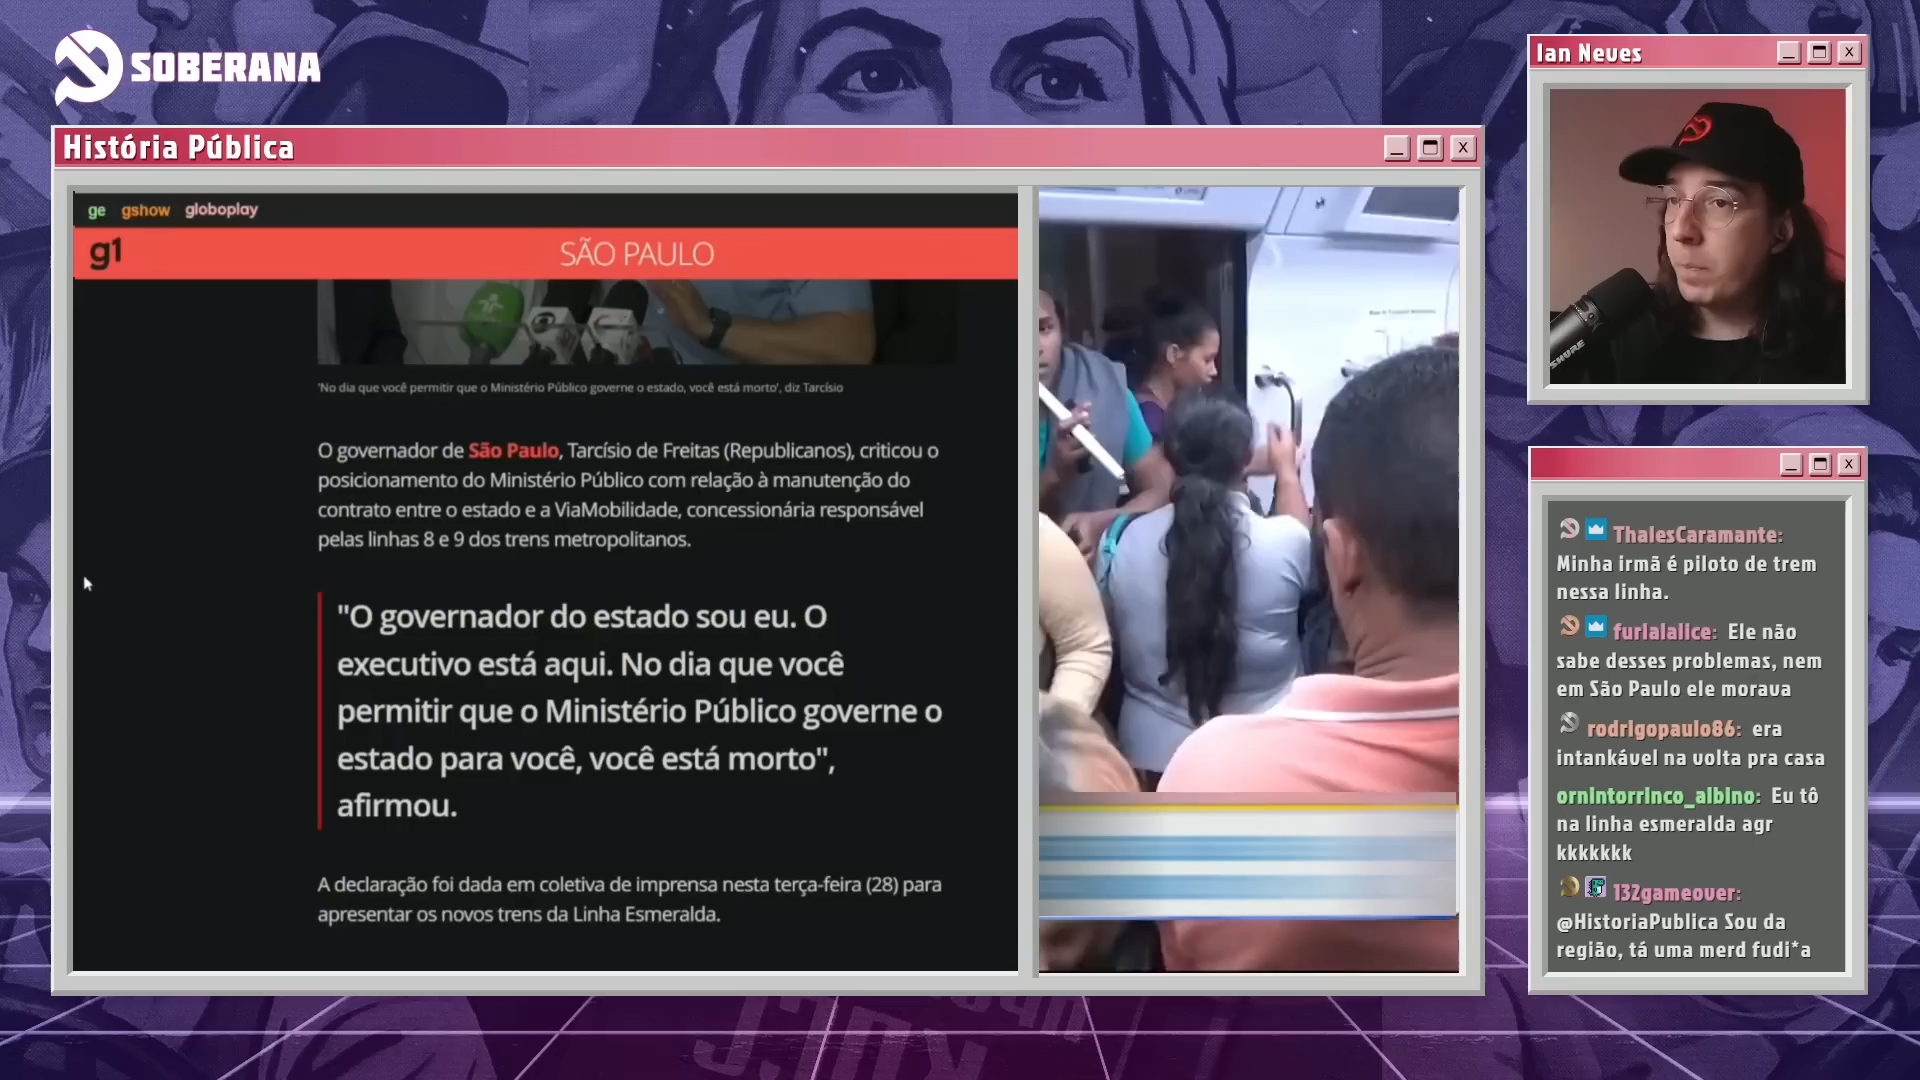 SOBERANA
História Pública
ge gshow globoplay
g1
SÃO PAULO
'No dia que você permitir que o Ministério Público governe o estado, você está morto', diz Tarcísio
O governador de São Paulo, Tarcísio de Freitas (Republicanos), criticou o
posicionamento do Ministério Público com relação à manutenção do
contrato entre o estado e a ViaMobilidade, concessionária responsável
pelas linhas 8 e 9 dos trens metropolitanos.
"O governador do estado sou eu. O
executivo está aqui. No dia que você
permitir que o Ministério Público governe o
estado para você, você está morto",
afirmou.
A declaração foi dada em coletiva de imprensa nesta terça-feira (28) para
apresentar os novos trens da Linha Esmeralda.
Ian Neves
SHURE
ThalesCaramante:
Minha irmã é piloto de trem
nessa linha.
furlalalice: Ele não
sabe desses problemas, nem
em São Paulo ele morava
rodrigopaulo86: era
intankável na volta pra casa
ornintorrinco_albino: Eu tô
na linha esmeralda agr
kkkkkkk
132gameover:
@HistoriaPublica Sou da
região, tá uma merd fudi*a